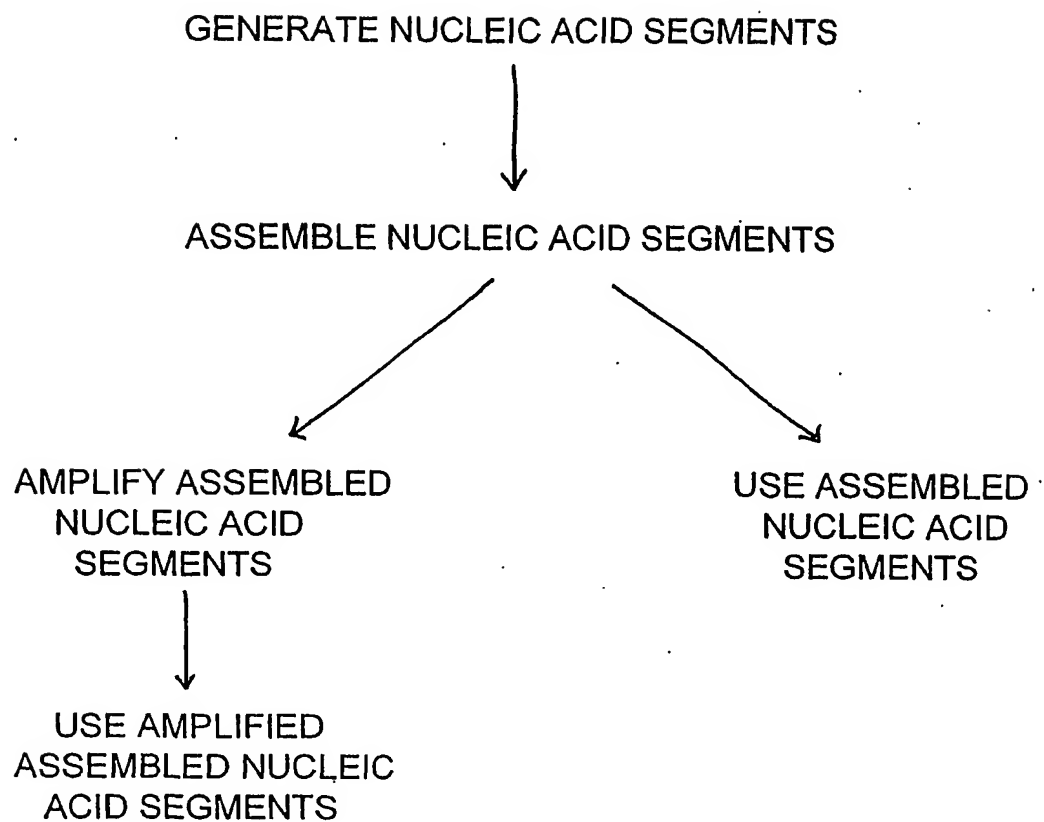 GENERATE NUCLEIC ACID SEGMENTS
ASSEMBLE NUCLEIC ACID SEGMENTS
AMPLIFY ASSEMBLED
NUCLEIC ACID
SEGMENTS
USE ASSEMBLED
NUCLEIC ACID
SEGMENTS
USE AMPLIFIED
ASSEMBLED NUCLEIC
ACID SEGMENTS